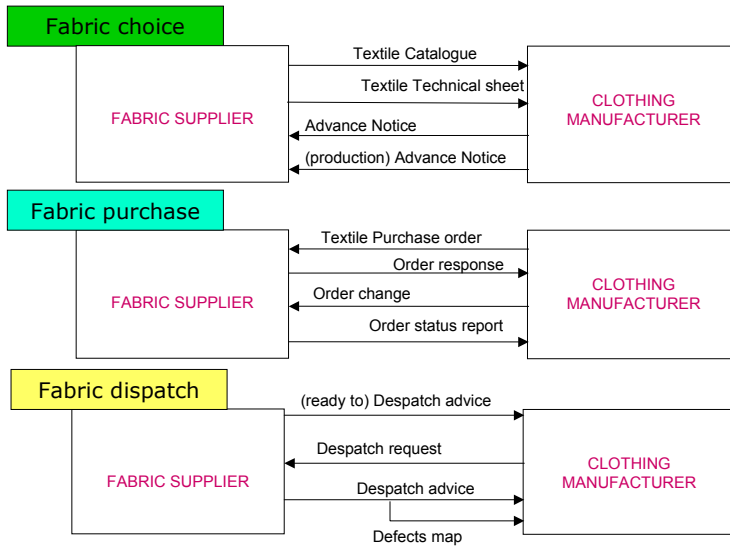 Fabric choice
Textile Catalogue
Textile Technical sheet
FABRIC SUPPLIER
CLOTHING
MANUFACTURER
Advance Notice
(production) Advance Notice
Fabric purchase
Textile Purchase order
Order response
FABRIC SUPPLIER
CLOTHING
MANUFACTURER
Order change
Order status report
Fabric dispatch
(ready to) Despatch advice
Despatch request
FABRIC SUPPLIER
CLOTHING
MANUFACTURER
Despatch advice
Defects map